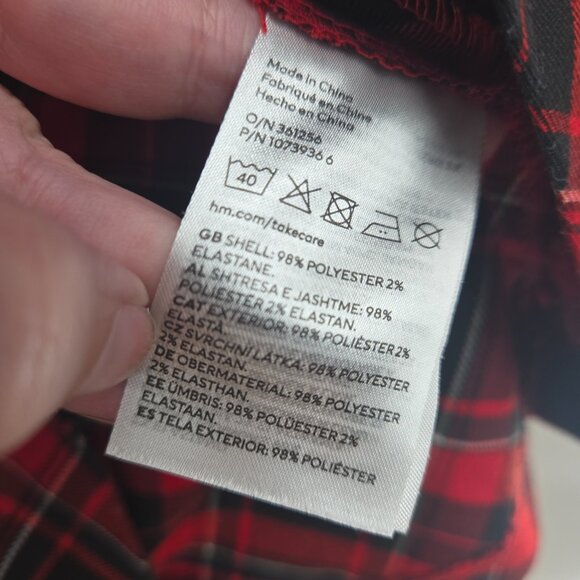 Made in China
Fabriqué en Chine
Hecho en China
O/N 361256
P/N 1073936 6
40
hm.com/takecare
GB SHELL: 98% POLYESTER 2%
ELASTANE.
AL SHTRESA E JASHTME: 98%
POLIESTËR 2% ELASTAN.
CAT EXTERIOR: 98% POLIÈSTER 2%
ELASTÀ.
CZ SVRCHNI LÁTKA: 98% POLYESTER
2% ELASTAN.
DE OBERMATERIAL: 98% POLYESTER
2% ELASTHAN.
EE ÜMBRIS: 98% POLÜESTER 2%
ELASTAAN.
ES TELA EXTERIOR: 98% POLIÉSTER